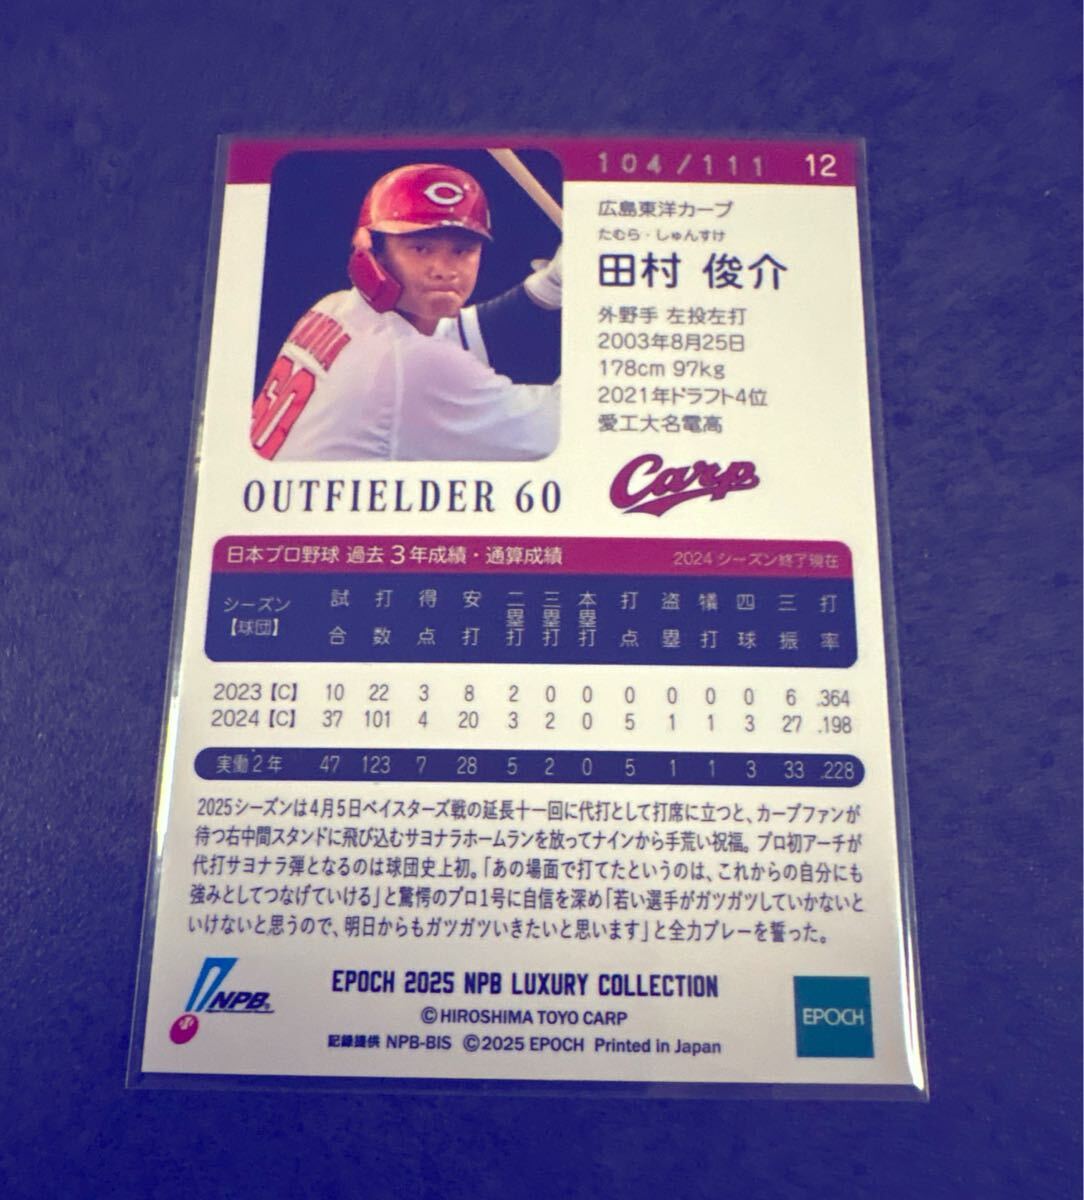 104/111 12
広島東洋カープ
たむら・しゅんすけ
田村 俊介
外野手 左投左打
2003年8月25日
178cm 97kg
2021年ドラフト4位
愛工大名電高
C
60
OUTFIELDER 60
Carp
日本プロ野球 過去3年成績・通算成績 2024シーズン終了現在
シーズン【球団】 試合 打数 得点 安打 二塁打 三塁打 本塁打 打点 盗塁 犠打 四球 三振 打率
2023【C】 10 22 3 8 2 0 0 0 0 0 0 6 .364
2024【C】 37 101 4 20 3 2 0 5 1 1 3 27 .198
実働2年 47 123 7 28 5 2 0 5 1 1 3 33 .228
2025シーズンは4月5日ベイスターズ戦の延長十一回に代打として打席に立つと、カープファンが
待つ右中間スタンドに飛び込むサヨナラホームランを放ってナインから手荒い祝福。プロ初アーチが
代打サヨナラ弾となるのは球団史上初。「あの場面で打てたというのは、これからの自分にも
強みとしてつなげていける」と驚愕のプロ1号に自信を深め「若い選手がガツガツしていかないと
いけないと思うので、明日からもガツガツいきたいと思います」と全力プレーを誓った。
NPB
EPOCH 2025 NPB LUXURY COLLECTION
©HIROSHIMA TOYO CARP
記録提供 NPB-BIS ©2025 EPOCH Printed in Japan
EPOCH